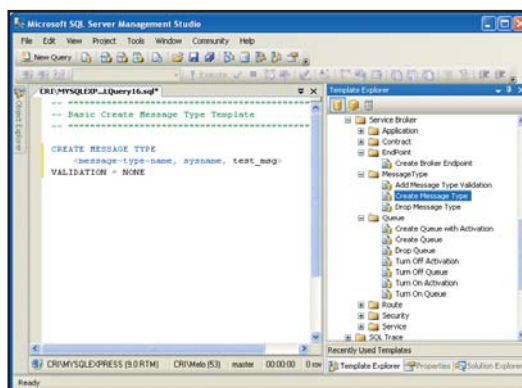 Microsoft SQL Server Management Studio
File Edit View Project Tools Window Community Help
New Query
Execute
CRI\MYSQLEXP...LQuery16.sql*
Object Explorer
-- ========================================
-- Basic Create Message Type Template
-- ========================================
CREATE MESSAGE TYPE
<message-type-name, sysname, test_msg>
VALIDATION = NONE
CRI\MYSQLEXPRESS (9.0 RTM) CRI\Melo (53) master 00:00:00 0 row
Ready
Template Explorer
Service Broker
Application
Contract
EndPoint
Create Broker Endpoint
MessageType
Add Message Type Validation
Create Message Type
Drop Message Type
Queue
Create Queue with Activation
Create Queue
Drop Queue
Turn Off Activation
Turn Off Queue
Turn On Activation
Turn On Queue
Route
Security
Service
SQL Trace
Recently Used Templates
Template Explorer Properties Solution Explorer